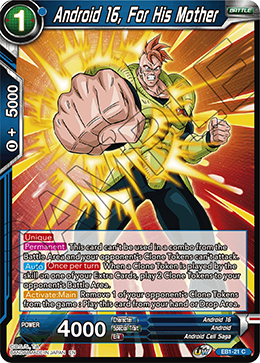 BATTLE
1
Android 16, For His Mother
+ 5000
Unique
Permanent This card can't be used in a combo from the
Battle Area and your opponent's Clone Tokens can't attack.
Auto Once per turn When a Clone Token is played by the
skill on one of your Extra Cards, play 2 Clone Tokens to your
opponent's
Activate:Main Remove 1 of your opponent's Clone Tokens
from the game : Play this card from your hand or Drop Area.
POWER
4000
Character
Android 16
Special Trait
Android
Era
Android Cell Saga
EB1-21 C